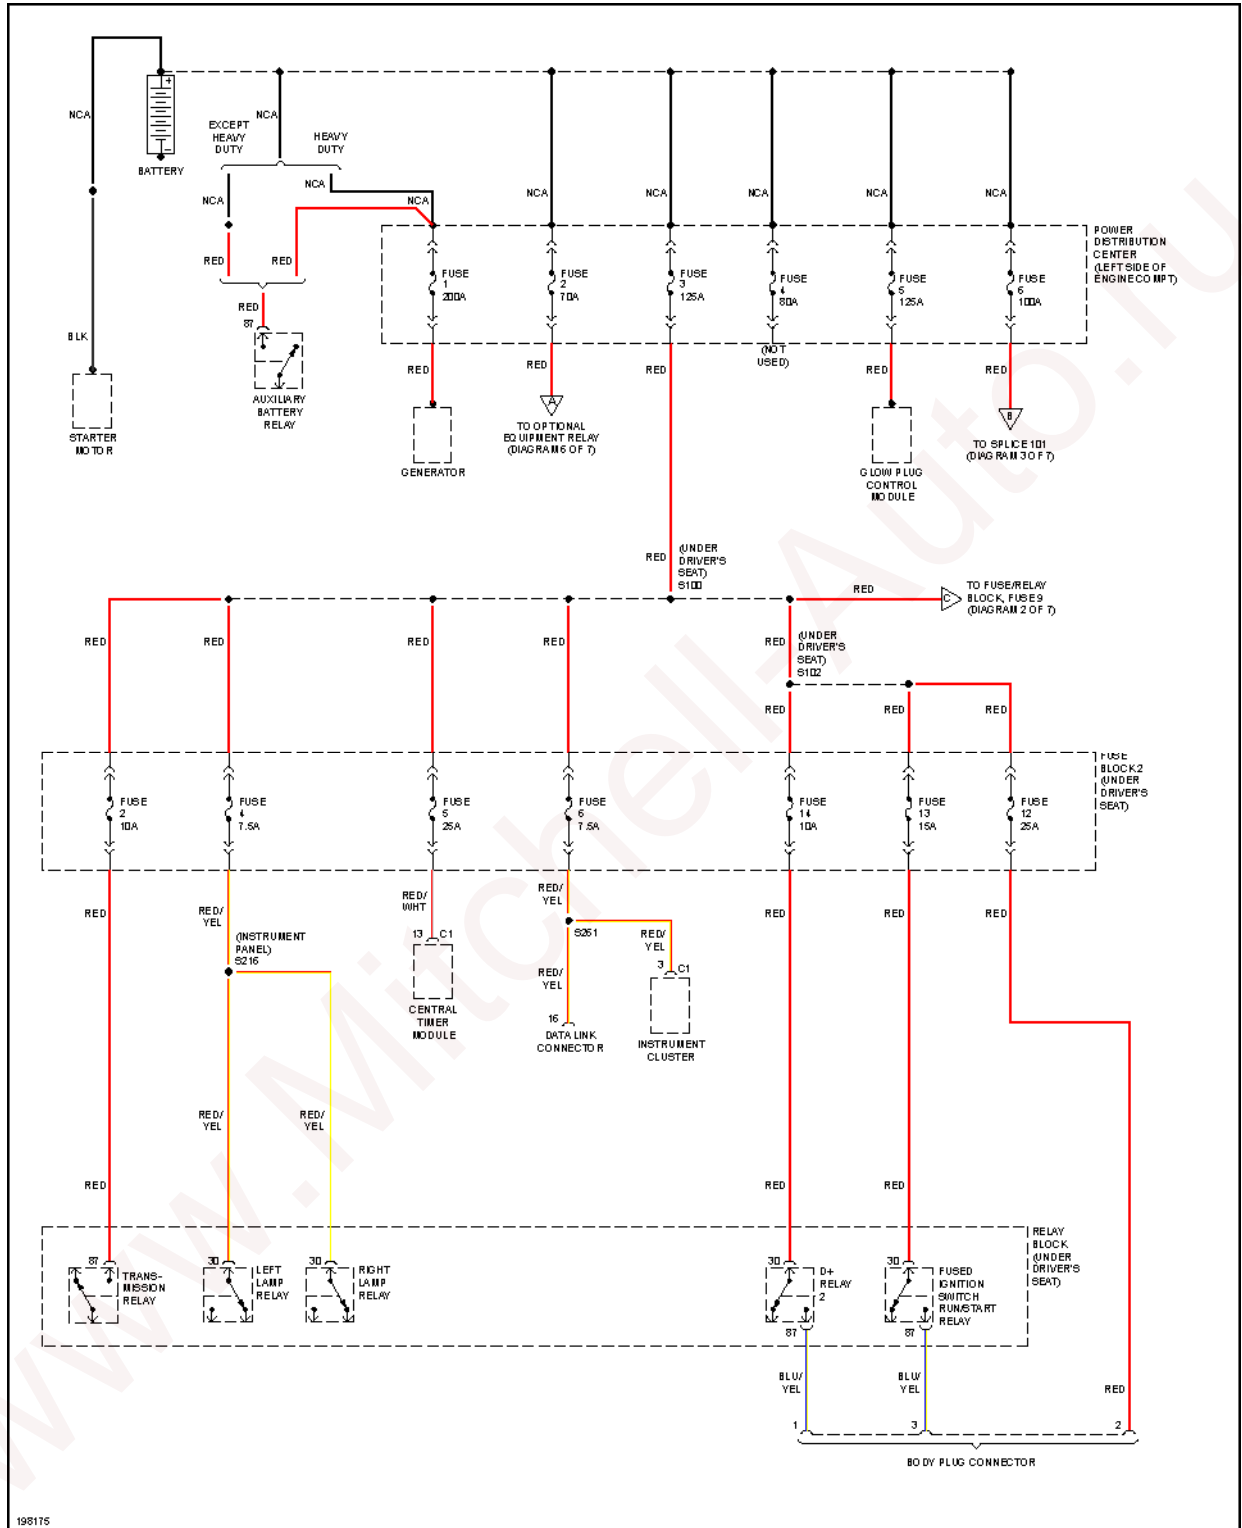 NCA
BATTERY
EXCEPT
HEAVY
DUTY
NCA
HEAVY
DUTY
NCA
NCA
NCA
NCA
NCA
NCA
NCA
NCA
RED
RED
RED
87
AUXILIARY
BATTERY
RELAY
BLK
STARTER
MOTOR
POWER
DISTRIBUTION
CENTER
(LEFT SIDE OF
ENGINE COMPT)
FUSE
1
200A
FUSE
2
70A
FUSE
3
125A
FUSE
4
80A
FUSE
5
125A
FUSE
6
100A
(NOT
USED)
RED
RED
RED
RED
RED
GENERATOR
A
TO OPTIONAL
EQUIPMENT RELAY
(DIAGRAM 6 OF 7)
GLOW PLUG
CONTROL
MODULE
B
TO SPLICE 101
(DIAGRAM 3 OF 7)
RED
(UNDER
DRIVER'S
SEAT)
S100
RED
C
TO FUSE/RELAY
BLOCK, FUSE 9
(DIAGRAM 2 OF 7)
RED
RED
RED
RED
RED
(UNDER
DRIVER'S
SEAT)
S102
RED
RED
RED
FUSE
BLOCK 2
(UNDER
DRIVER'S
SEAT)
FUSE
2
10A
FUSE
4
7.5A
FUSE
5
25A
FUSE
6
7.5A
FUSE
14
10A
FUSE
13
15A
FUSE
12
25A
RED
RED/
YEL
RED/
WHT
RED/
YEL
RED
RED
RED
(INSTRUMENT
PANEL)
S216
13 C1
CENTRAL
TIMER
MODULE
S261
RED/
YEL
RED/
YEL
3 C1
16
DATA LINK
CONNECTOR
INSTRUMENT
CLUSTER
RED/
YEL
RED/
YEL
RED
RED
RED
RELAY
BLOCK
(UNDER
DRIVER'S
SEAT)
87
TRANS-
MISSION
RELAY
30
LEFT
LAMP
RELAY
30
RIGHT
LAMP
RELAY
30
D+
RELAY
2
87
30
FUSED
IGNITION
SWITCH
RUN/START
RELAY
87
BLU/
YEL
BLU/
YEL
RED
1
3
2
BODY PLUG CONNECTOR
198175
www.Mitchell-Auto.ru